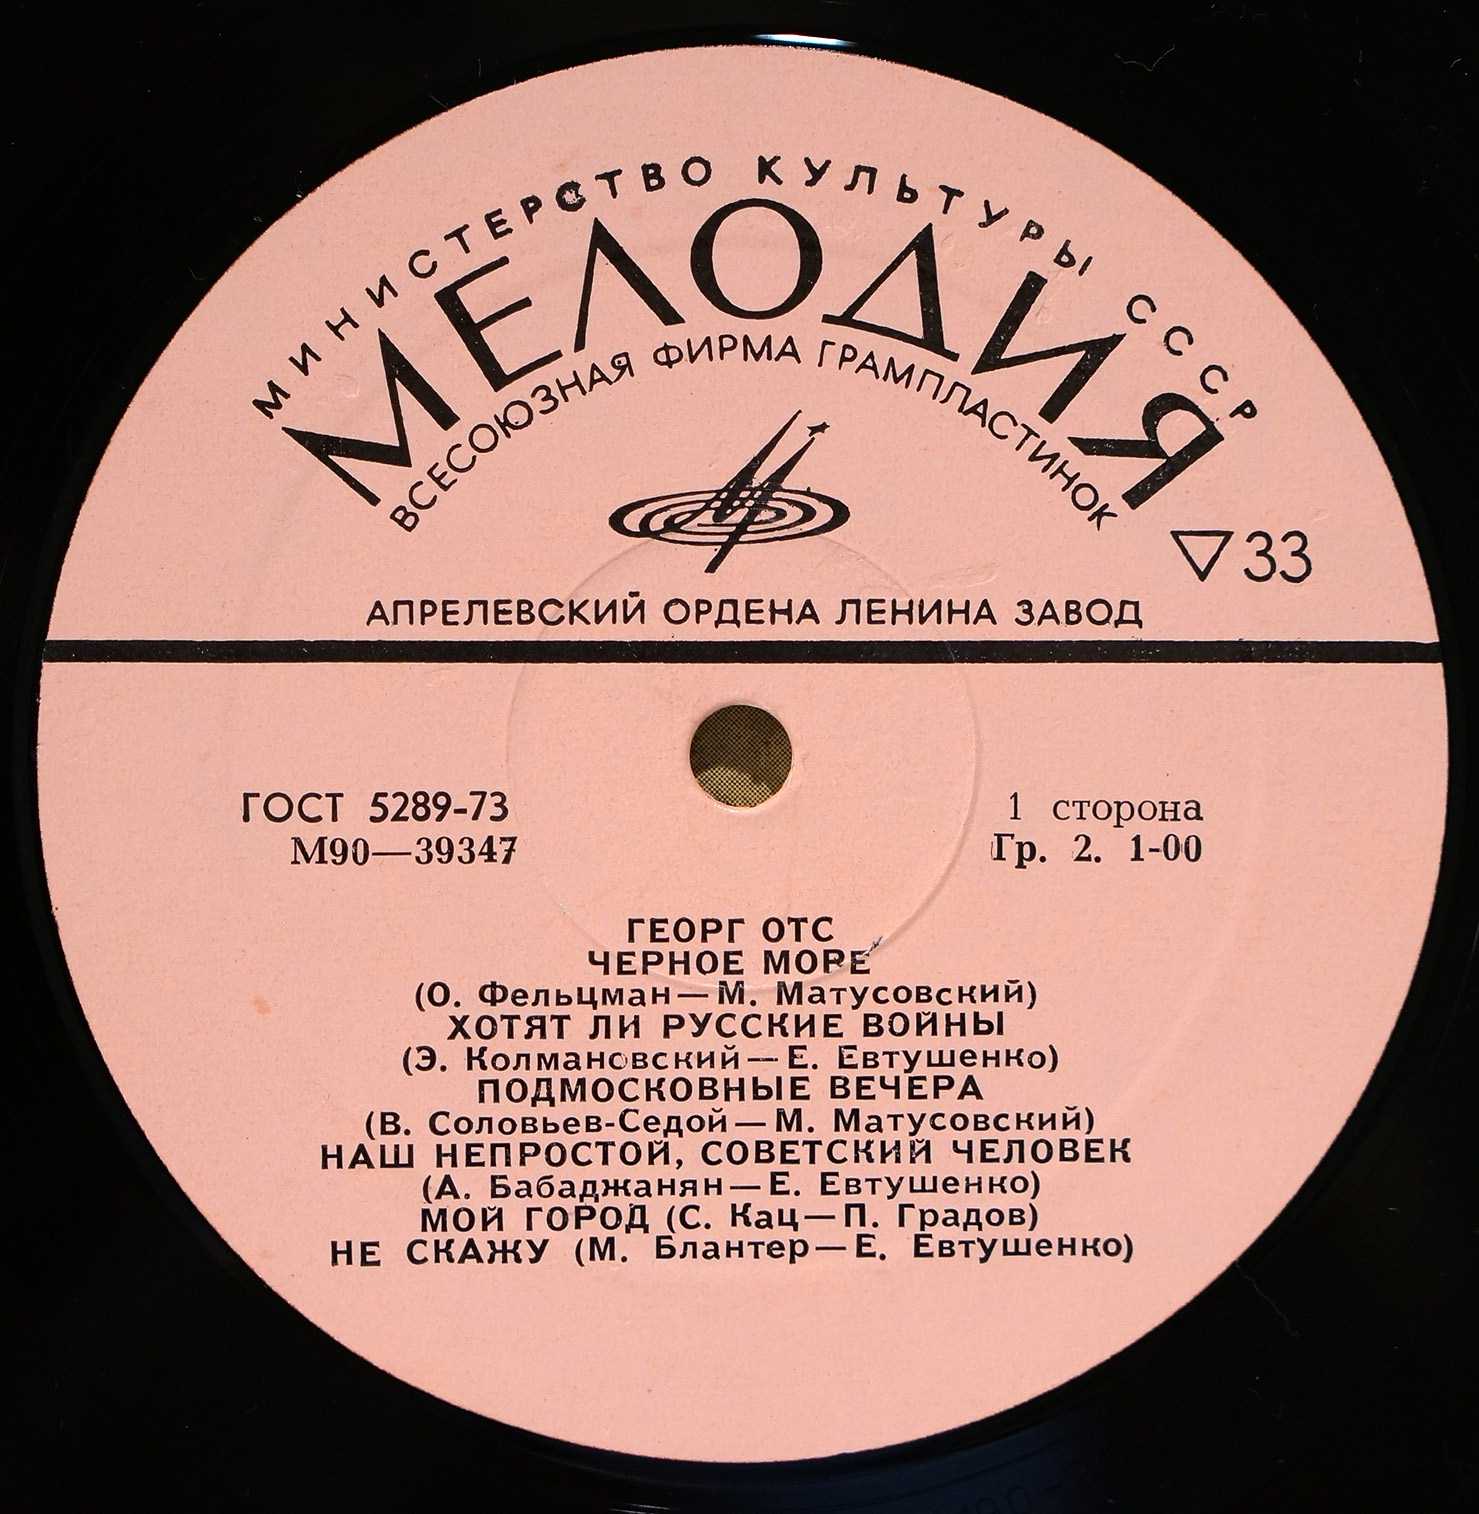 МИНИСТЕРСТВО КУЛЬТУРЫ СССР
МЕЛОДИЯ
ВСЕСОЮЗНАЯ ФИРМА ГРАМПЛАСТИНОК
33
АПРЕЛЕВСКИЙ ОРДЕНА ЛЕНИНА ЗАВОД
ГОСТ 5289-73
М90—39347
1 сторона
Гр. 2. 1-00
ГЕОРГ ОТС
ЧЕРНОЕ МОРЕ
(О. Фельцман—М. Матусовский)
ХОТЯТ ЛИ РУССКИЕ ВОЙНЫ
(Э. Колмановский—Е. Евтушенко)
ПОДМОСКОВНЫЕ ВЕЧЕРА
(В. Соловьев-Седой—М. Матусовский)
НАШ НЕПРОСТОЙ, СОВЕТСКИЙ ЧЕЛОВЕК
(А. Бабаджанян—Е. Евтушенко)
МОЙ ГОРОД (С. Кац—П. Градов)
НЕ СКАЖУ (М. Блантер—Е. Евтушенко)